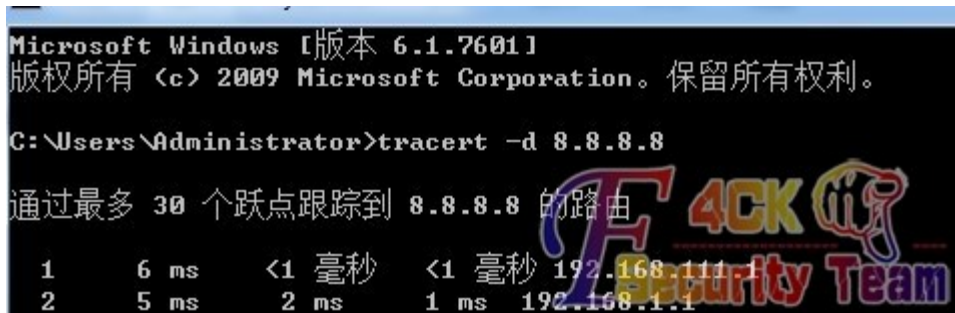 Microsoft Windows [版本 6.1.7601]
版权所有 (c) 2009 Microsoft Corporation。保留所有权利。
C:\Users\Administrator>tracert -d 8.8.8.8
通过最多 30 个跃点跟踪到 8.8.8.8 的路由
1 6 ms <1 毫秒 <1 毫秒 192.168.111.1
2 5 ms 2 ms 1 ms 192.168.1.1
F4CK
Security Team